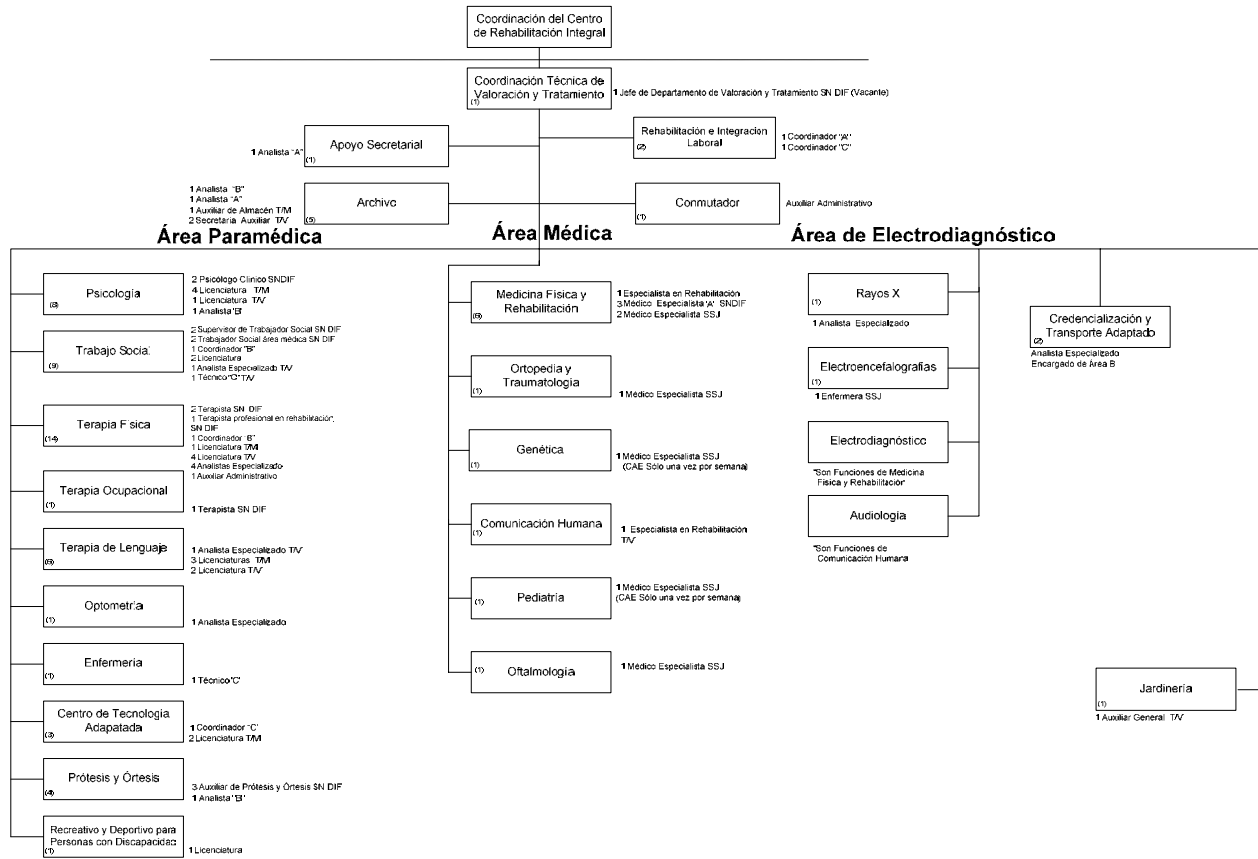 Coordinación del Centro
de Rehabilitación Integral
Coordinación Técnica de
Valoración y Tratamiento
(1)
1 Jefe de Departamento de Valoración y Tratamiento SN DIF (Vacante)
1 Analista "A"
Apoyo Secretarial
(1)
Rehabilitación e Integracion
Laboral
(2)
1 Coordinador "A"
1 Coordinador "C"
1 Analista "B"
1 Analista "A"
1 Auxiliar de Almacén T/M
2 Secretaria Auxiliar T/V
Archivo
(5)
Conmutador
(1)
Auxiliar Administrativo
Área Paramédica
Psicología
(8)
2 Psicólogo Clinico SNDIF
4 Licenciatura T/M
1 Licenciatura T/V
1 Analista "B"
Trabajo Social
(9)
2 Supervisor de Trabajador Social SN DIF
2 Trabajador Social área médica SN DIF
1 Coordinador "B"
2 Licenciatura
1 Analista Especializado T/V
1 Técnico "C" T/V
Terapia Física
(14)
2 Terapista SN DIF
1 Terapista profesional en rehabilitación,
SN DIF
1 Coordinador "B"
1 Licenciatura T/M
4 Licenciatura T/V
4 Analistas Especializado
1 Auxiliar Administrativo
Terapia Ocupacional
(1)
1 Terapista SN DIF
Terapia de Lenguaje
(6)
1 Analista Especializado T/V
3 Licenciaturas T/M
2 Licenciatura T/V
Optometría
(1)
1 Analista Especializado
Enfermería
(1)
1 Técnico "C"
Centro de Tecnología
Adapatada
(3)
1 Coordinador "C"
2 Licenciatura T/M
Prótesis y Órtesis
(4)
3 Auxiliar de Prótesis y Órtesis SN DIF
1 Analista "B"
Recreativo y Deportivo para
Personas con Discapacidad
(1)
1 Licenciatura
Área Médica
Medicina Física y
Rehabilitación
(6)
1 Especialista en Rehabilitación
3 Médico Especialista "A" SNDIF
2 Médico Especialista SSJ
Ortopedia y
Traumatología
(1)
1 Médico Especialista SSJ
Genética
(1)
1 Médico Especialista SSJ
(CAE Sólo una vez por semana)
Comunicación Humana
(1)
1 Especialista en Rehabilitación
T/V
Pediatría
(1)
1 Médico Especialista SSJ
(CAE Sólo una vez por semana)
Oftalmología
(1)
1 Médico Especialista SSJ
Área de Electrodiagnóstico
Rayos X
(1)
1 Analista Especializado
Electroencefalografías
(1)
1 Enfermera SSJ
Electrodiagnóstico
"Son Funciones de Medicina
Física y Rehabilitación"
Audiología
"Son Funciones de
Comunicación Humana
Credencialización y
Transporte Adaptado
(2)
Analista Especializado
Encargado de Área B
Jardinería
(1)
1 Auxiliar General T/V